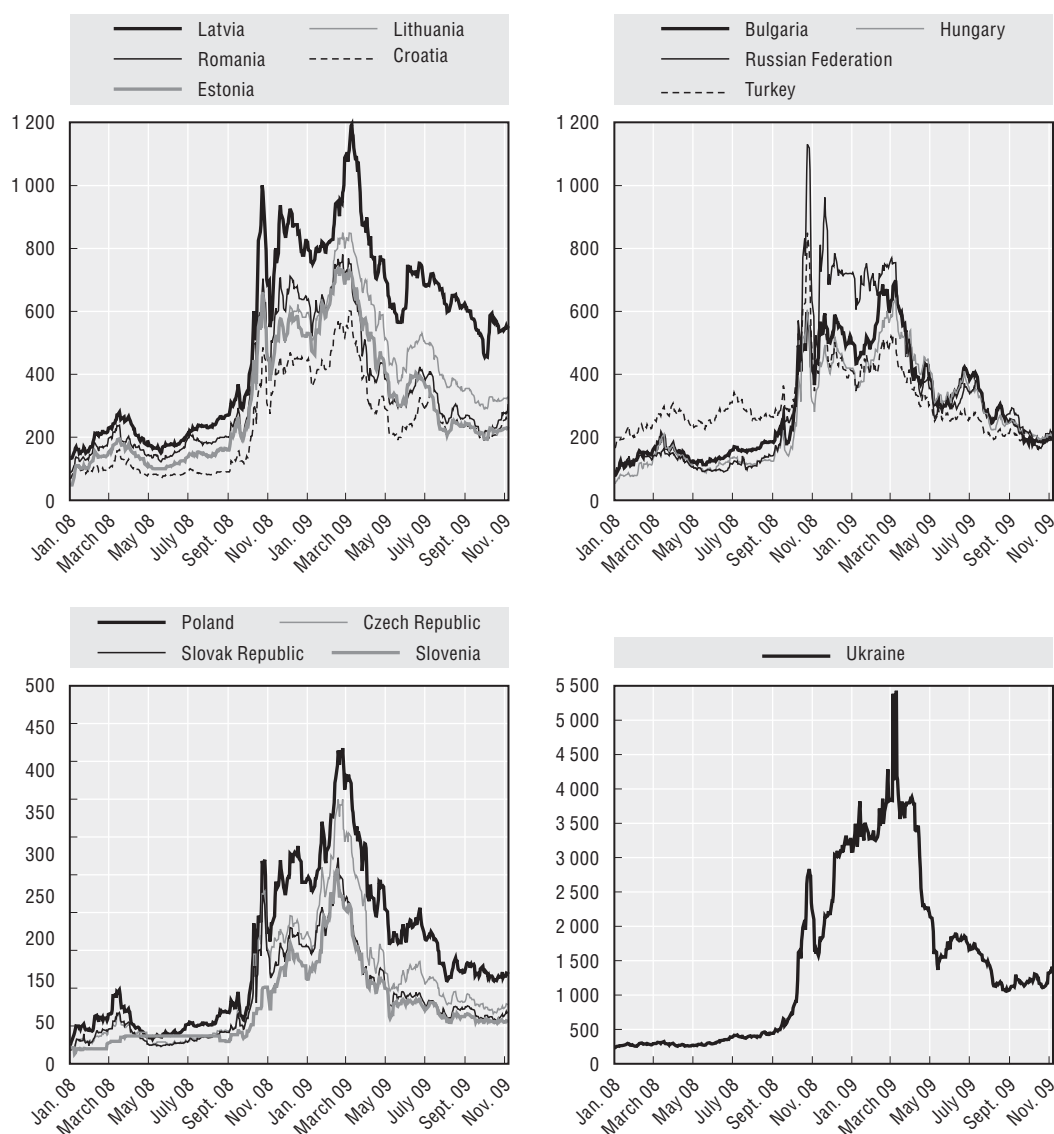 Latvia Lithuania
Romania Croatia
Estonia
1 200
1 000
800
600
400
200
0
Jan. 08
March 08
May 08
July 08
Sept. 08
Nov. 08
Jan. 09
March 09
May 09
July 09
Sept. 09
Nov. 09
Bulgaria Hungary
Russian Federation
Turkey
1 200
1 000
800
600
400
200
0
Jan. 08
March 08
May 08
July 08
Sept. 08
Nov. 08
Jan. 09
March 09
May 09
July 09
Sept. 09
Nov. 09
Poland Czech Republic
Slovak Republic Slovenia
500
450
400
350
300
250
200
150
50
0
Jan. 08
March 08
May 08
July 08
Sept. 08
Nov. 08
Jan. 09
March 09
May 09
July 09
Sept. 09
Nov. 09
Ukraine
5 500
5 000
4 500
4 000
3 500
3 000
2 500
2 000
1 500
1 000
500
0
Jan. 08
March 08
May 08
July 08
Sept. 08
Nov. 08
Jan. 09
March 09
May 09
July 09
Sept. 09
Nov. 09